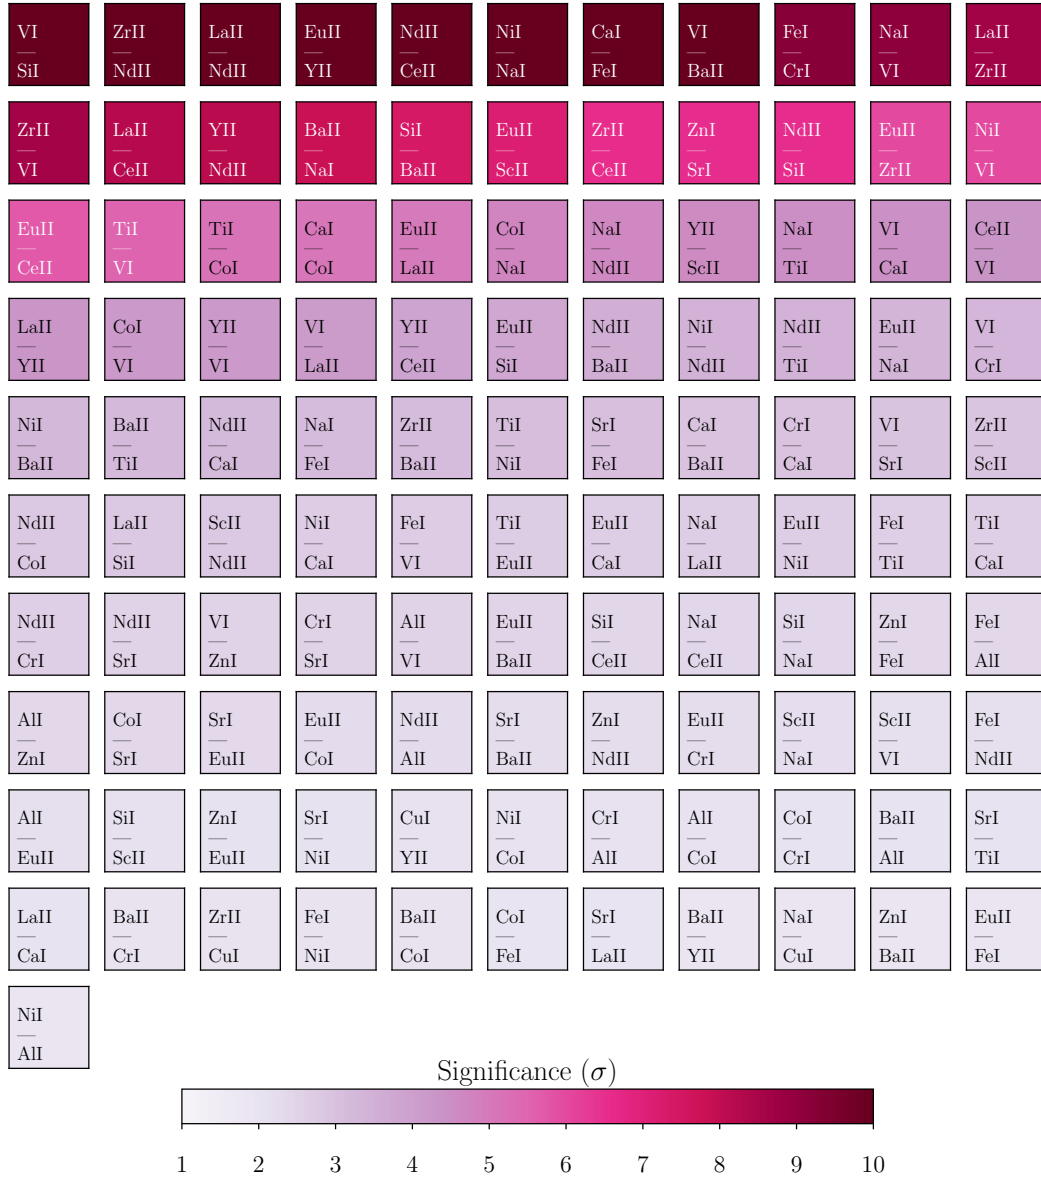 VI ZrII LaII EuII NdII NiI CaI VI FeI NaI LaII
SiI NdII NdII YII CeII NaI FeI BaII CrI VI ZrII
ZrII LaII YII BaII SiI EuII ZrII ZnI NdII EuII NiI
VI CeII NdII NaI BaII ScII CeII SrI SiI ZrII VI
EuII TiI TiI CaI EuII CoI NaI YII NaI VI CeII
CeII VI CoI CoI LaII NaI NdII ScII TiI CaI VI
LaII CoI YII VI YII EuII NdII NiI NdII EuII VI
YII VI VI LaII CeII SiI BaII NdII TiI NaI CrI
NiI BaII NdII NaI ZrII TiI SrI CaI CrI VI ZrII
BaII TiI CaI FeI BaII NiI FeI BaII CaI SrI ScII
NdII LaII ScII NiI FeI TiI EuII NaI EuII FeI TiI
CoI SiI NdII CaI VI EuII CaI LaII NiI TiI CaI
NdII NdII VI CrI AlI EuII SiI NaI SiI ZnI FeI
CrI SrI ZnI SrI VI BaII CeII CeII NaI FeI AlI
AlI CoI SrI EuII NdII SrI ZnI EuII ScII ScII FeI
ZnI SrI EuII CoI AlI BaII NdII CrI NaI VI NdII
AlI SiI ZnI SrI CuI NiI CrI AlI CoI BaII SrI
EuII ScII EuII NiI YII CoI AlI CoI CrI AlI TiI
LaII BaII ZrII FeI BaII CoI SrI BaII NaI ZnI EuII
CaI CrI CuI NiI CoI FeI LaII YII CuI BaII FeI
NiI
AlI
Significance (σ)
1 2 3 4 5 6 7 8 9 10